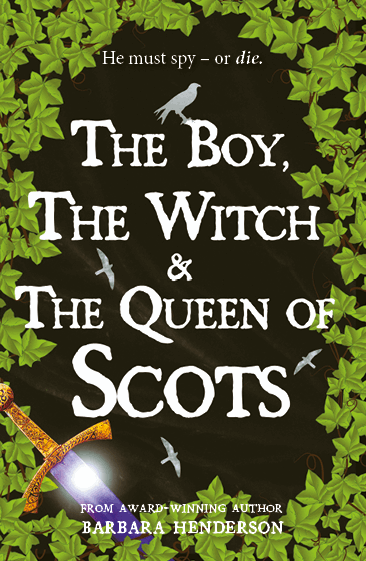 He must spy – or die.
The Boy,
The Witch
&
The Queen of
Scots
FROM AWARD-WINNING AUTHOR
BARBARA HENDERSON